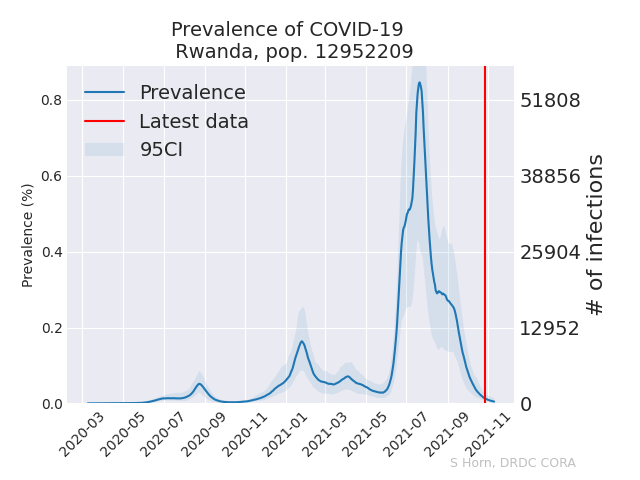 Prevalence of COVID-19
Rwanda, pop. 12952209
Prevalence
Latest data
95CI
Prevalence (%)
0.8
0.6
0.4
0.2
0.0
51808
38856
25904
12952
0
# of infections
2020-03
2020-05
2020-07
2020-09
2020-11
2021-01
2021-03
2021-05
2021-07
2021-09
2021-11
S Horn, DRDC CORA